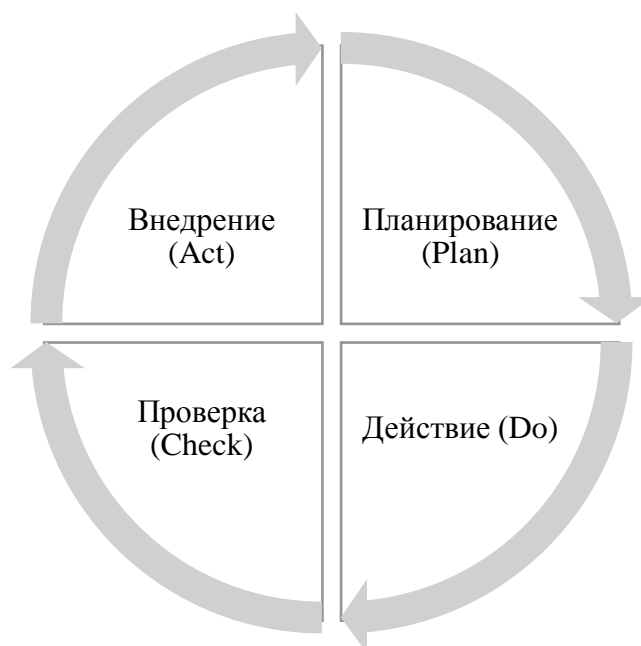 Внедрение
(Act)
Планирование
(Plan)
Проверка
(Check)
Действие (Do)